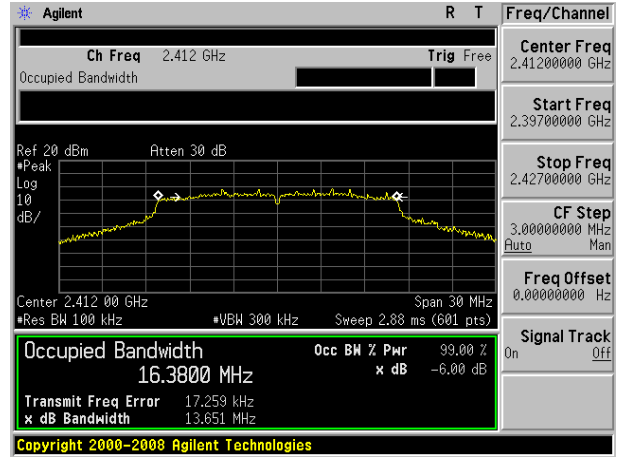 Agilent R T Freq/Channel
Ch Freq 2.412 GHz Trig Free
Occupied Bandwidth
Center Freq
2.41200000 GHz
Start Freq
2.39700000 GHz
Ref 20 dBm Atten 30 dB
#Peak
Log
10
dB/
Stop Freq
2.42700000 GHz
CF Step
3.00000000 MHz
Auto Man
Freq Offset
0.00000000 Hz
Center 2.412 00 GHz Span 30 MHz
#Res BW 100 kHz #VBW 300 kHz Sweep 2.88 ms (601 pts)
Signal Track
On Off
Occupied Bandwidth Occ BW % Pwr 99.00 %
16.3800 MHz x dB -6.00 dB
Transmit Freq Error 17.259 kHz
x dB Bandwidth 13.651 MHz
Copyright 2000-2008 Agilent Technologies